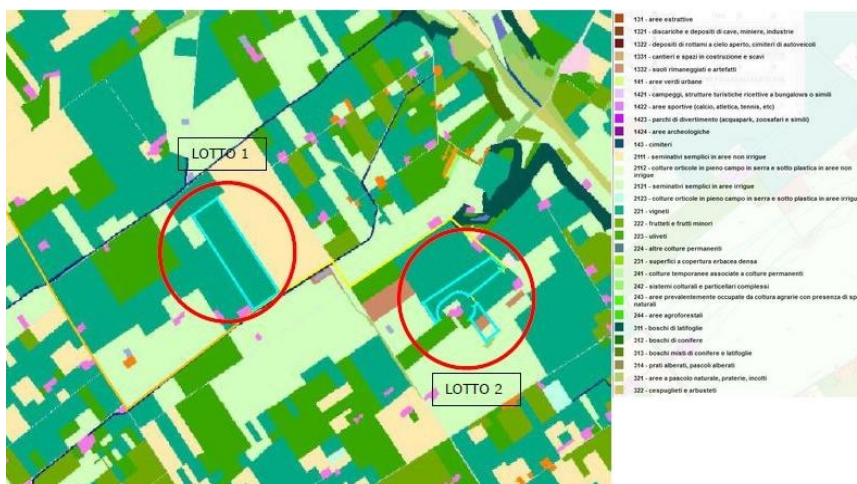 LOTTO 1
LOTTO 2
131 - aree estrattive
1321 - discariche e depositi di cave, miniere, industrie
1322 - depositi di rottami a cielo aperto, cimiteri di autoveicoli
1331 - cantieri e spazi in costruzione e scavi
1332 - suoli rimaneggiati e artefatti
141 - aree verdi urbane
1421 - campeggi, strutture turistiche ricettive a bungalows o simili
1422 - aree sportive (calcio, atletica, tennis, etc)
1423 - parchi di divertimento (acquapark, zoosafari e simili)
1424 - aree archeologiche
143 - cimiteri
2111 - seminativi semplici in aree non irrigue
2112 - colture orticole in pieno campo in serra e sotto plastica in aree non
irrigue
2121 - seminativi semplici in aree irrigue
2123 - colture orticole in pieno campo in serra e sotto plastica in aree irrigu
221 - vigneti
222 - frutteti e frutti minori
223 - uliveti
224 - altre colture permanenti
231 - superfici a copertura erbacea densa
241 - colture temporanee associate a colture permanenti
242 - sistemi colturali e particellari complessi
243 - aree prevalentemente occupate da coltura agrarie con presenza di sp
naturali
244 - aree agroforestali
311 - boschi di latifoglie
312 - boschi di conifere
313 - boschi misti di conifere e latifoglie
314 - prati alberati, pascoli alberati
321 - aree a pascolo naturale, praterie, incolti
322 - cespuglieti e arbusteti